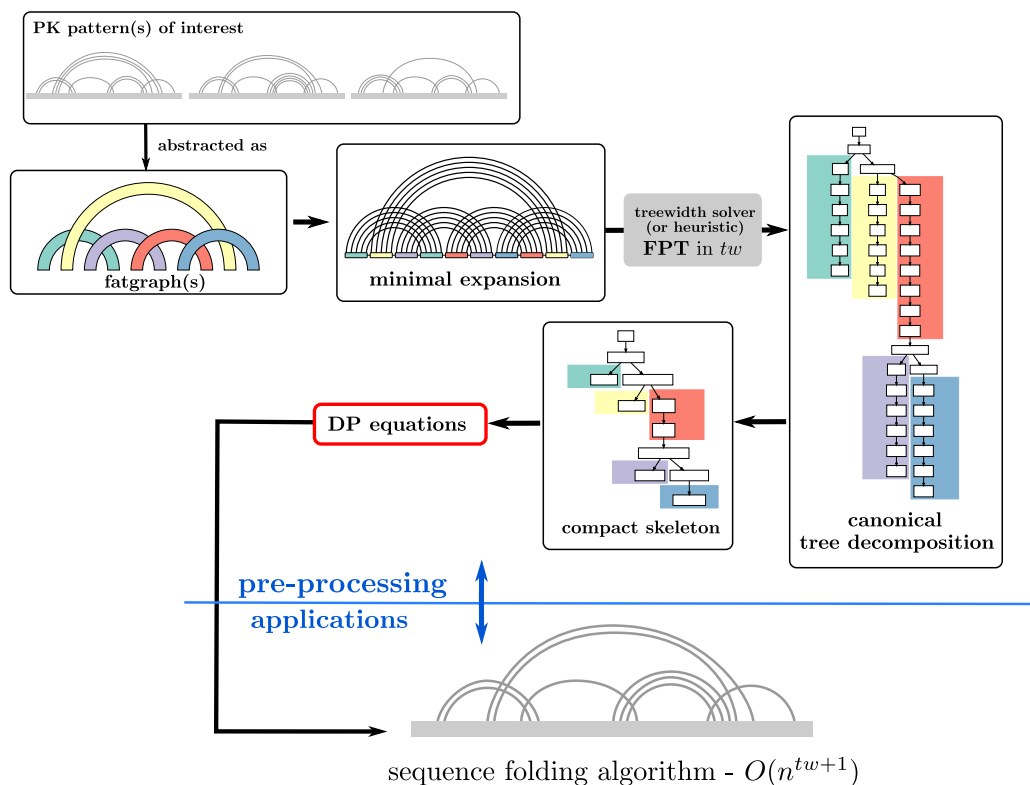 PK pattern(s) of interest
abstracted as
fatgraph(s)
minimal expansion
treewidth solver
(or heuristic)
FPT in tw
canonical
tree decomposition
compact skeleton
DP equations
pre-processing
applications
sequence folding algorithm - O(n^{tw+1})